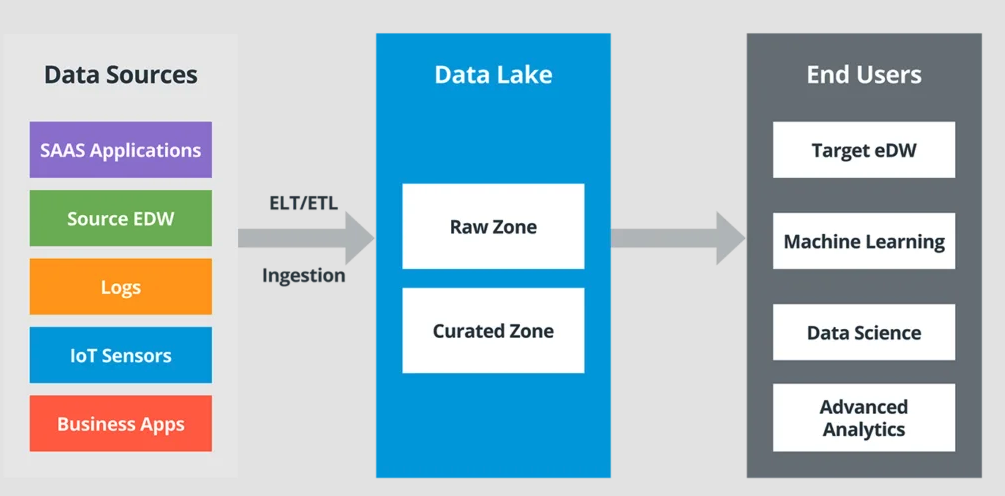 Data Sources
SAAS Applications
Source EDW
Logs
IoT Sensors
Business Apps
ELT/ETL
Ingestion
Data Lake
Raw Zone
Curated Zone
End Users
Target eDW
Machine Learning
Data Science
Advanced
Analytics